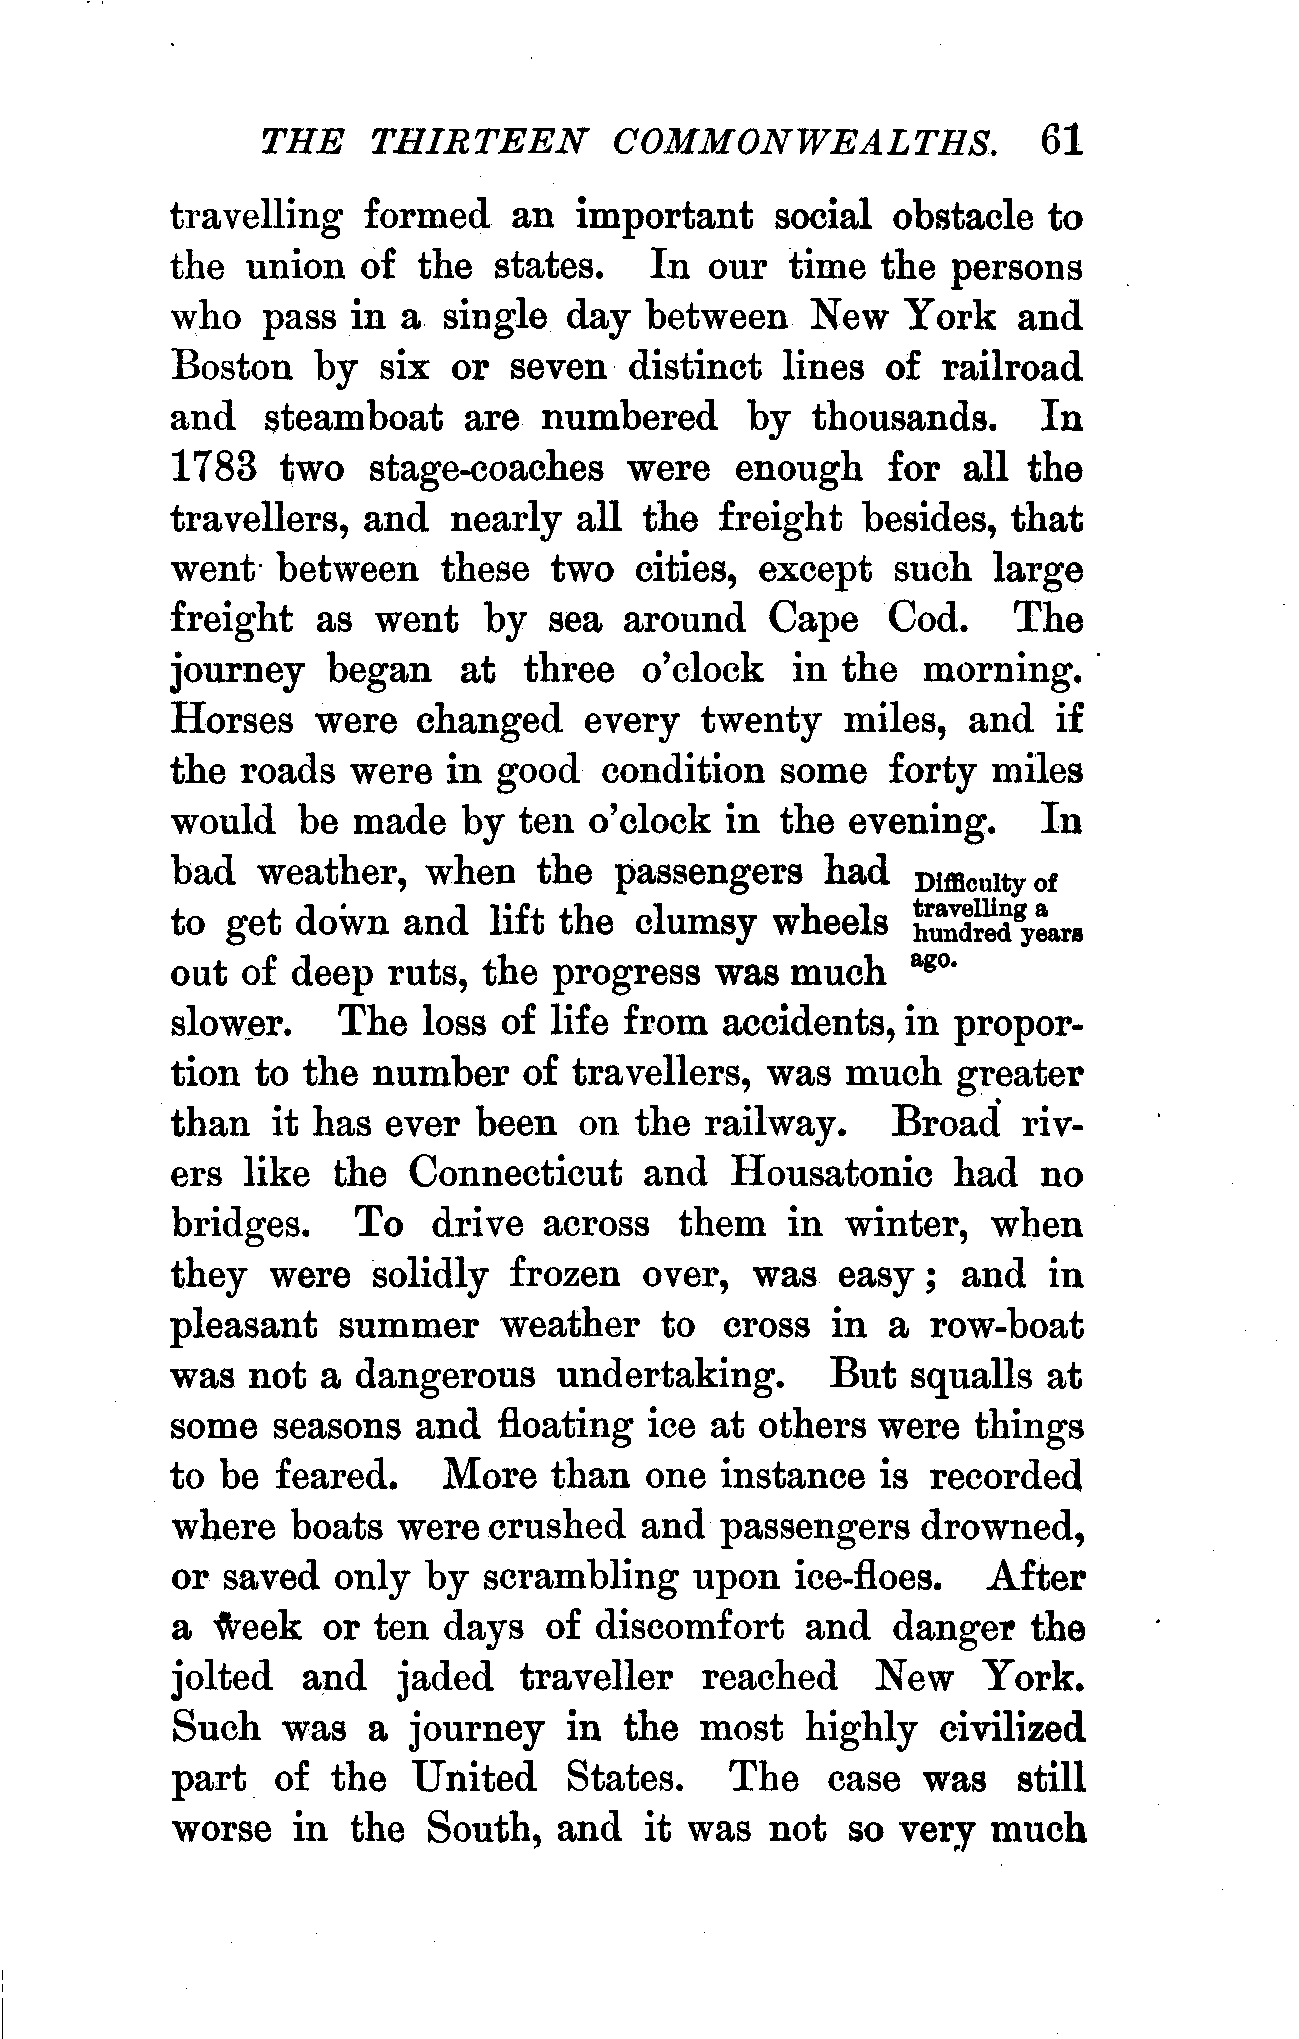 THE THIRTEEN COMMONWEALTHS. 61
travelling formed an important social obstacle to
the union of the states. In our time the persons
who pass in a single day between New York and
Boston by six or seven distinct lines of railroad
and steamboat are numbered by thousands. In
1783 two stage-coaches were enough for all the
travellers, and nearly all the freight besides, that
went between these two cities, except such large
freight as went by sea around Cape Cod. The
journey began at three o'clock in the morning.
Horses were changed every twenty miles, and if
the roads were in good condition some forty miles
would be made by ten o'clock in the evening. In
bad weather, when the passengers had
to get down and lift the clumsy wheels
out of deep ruts, the progress was much
Difficulty of
travelling a
hundred years
ago.
slower. The loss of life from accidents, in propor-
tion to the number of travellers, was much greater
than it has ever been on the railway. Broad riv-
ers like the Connecticut and Housatonic had no
bridges. To drive across them in winter, when
they were solidly frozen over, was easy; and in
pleasant summer weather to cross in a row-boat
was not a dangerous undertaking. But squalls at
some seasons and floating ice at others were things
to be feared. More than one instance is recorded
where boats were crushed and passengers drowned,
or saved only by scrambling upon ice-floes. After
a week or ten days of discomfort and danger the
jolted and jaded traveller reached New York.
Such was a journey in the most highly civilized
part of the United States. The case was still
worse in the South, and it was not so very much